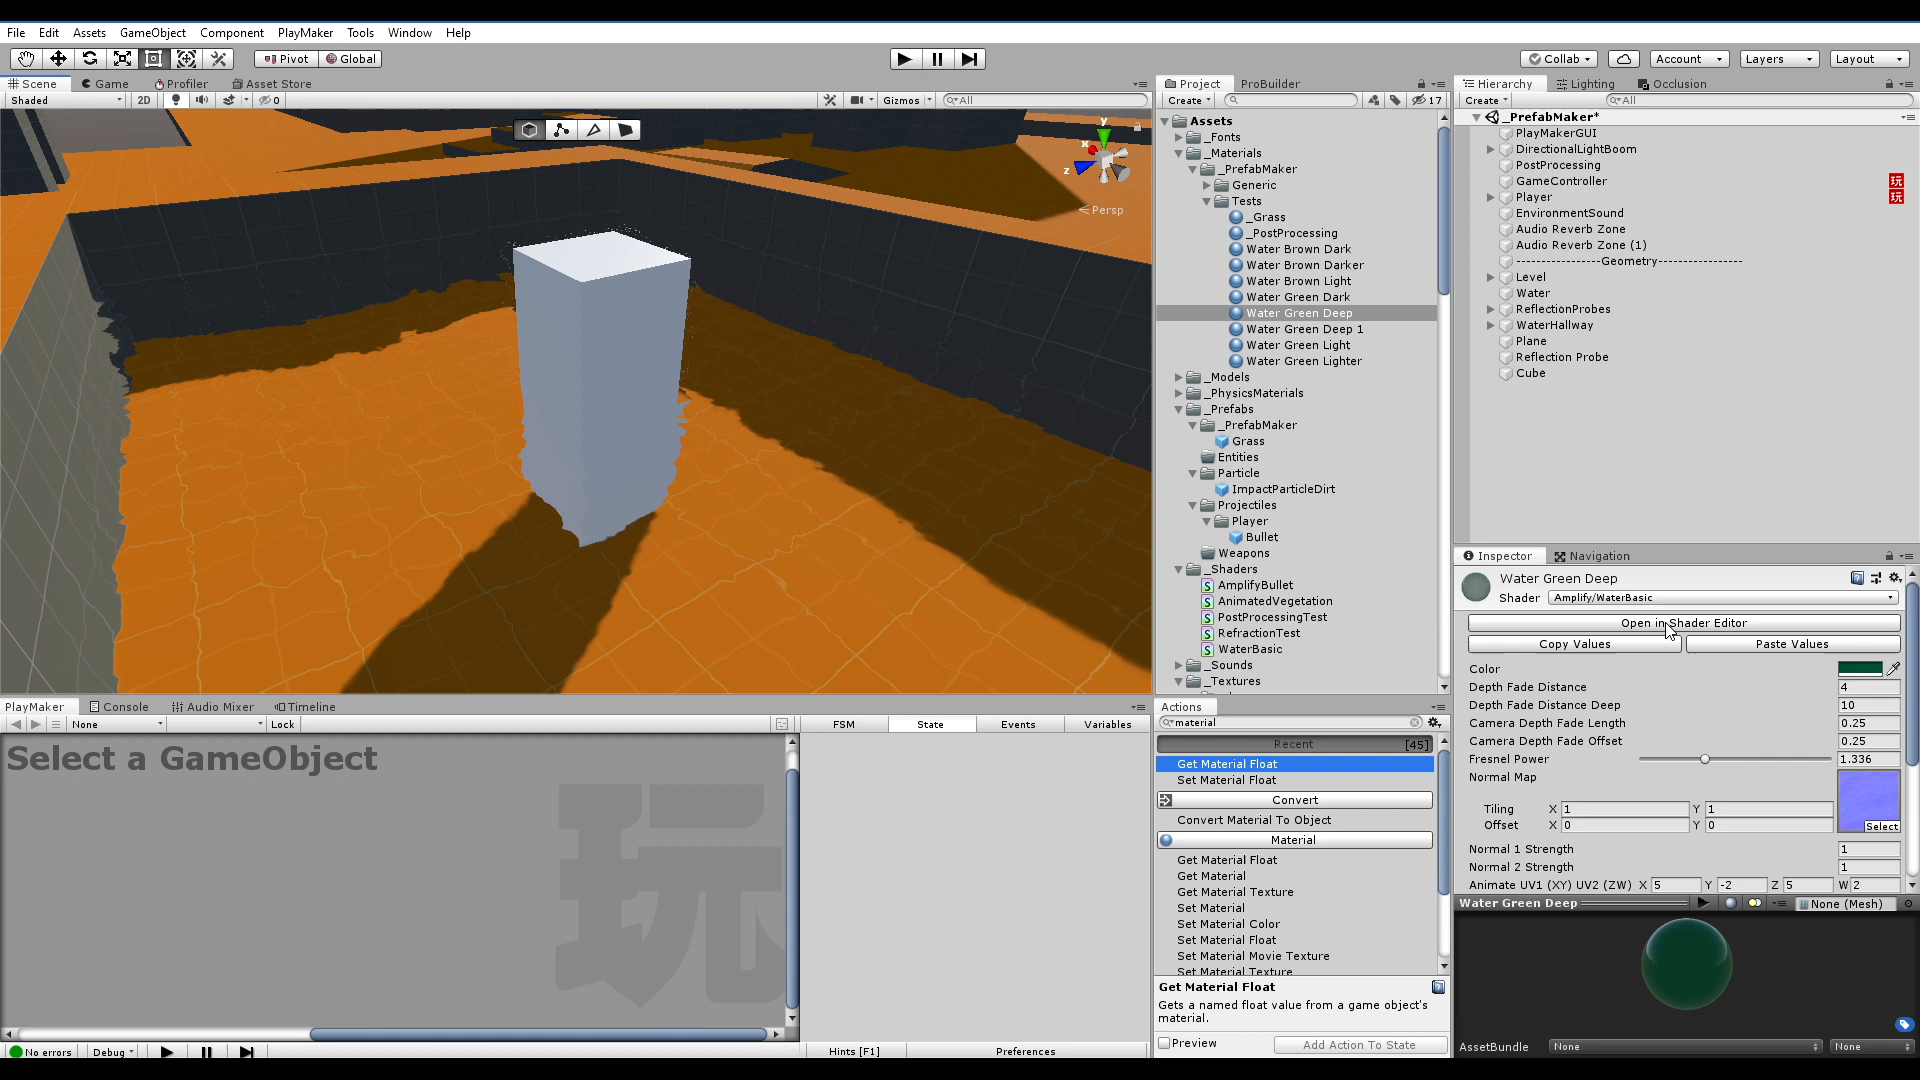 File Edit Assets GameObject Component PlayMaker Tools Window Help
Pivot Global Collab Account Layers Layout
Scene Game Profiler Asset Store
Shaded 2D 0 Gizmos All
y
x
z
Persp
Project ProBuilder
Create 17
Assets
_Fonts
_Materials
_PrefabMaker
Generic
Tests
_Grass
_PostProcessing
Water Brown Dark
Water Brown Darker
Water Brown Light
Water Green Dark
Water Green Deep
Water Green Deep 1
Water Green Light
Water Green Lighter
_Models
_PhysicsMaterials
_Prefabs
_PrefabMaker
Grass
Entities
Particle
ImpactParticleDirt
Projectiles
Player
Bullet
Weapons
_Shaders
AmplifyBullet
AnimatedVegetation
PostProcessingTest
RefractionTest
WaterBasic
_Sounds
_Textures
Hierarchy Lighting Occlusion
Create All
_PrefabMaker*
PlayMakerGUI
DirectionalLightBoom
PostProcessing
GameController 玩
Player 玩
EnvironmentSound
Audio Reverb Zone
Audio Reverb Zone (1)
-----------------Geometry-----------------
Level
Water
ReflectionProbes
WaterHallway
Plane
Reflection Probe
Cube
Inspector Navigation
Water Green Deep
Shader Amplify/WaterBasic
Open in Shader Editor
Copy Values Paste Values
Color
Depth Fade Distance 4
Depth Fade Distance Deep 10
Camera Depth Fade Length 0.25
Camera Depth Fade Offset 0.25
Fresnel Power 1.336
Normal Map
Tiling X 1 Y 1
Offset X 0 Y 0 Select
Normal 1 Strength 1
Normal 2 Strength 1
Animate UV1 (XY) UV2 (ZW) X 5 Y -2 Z 5 W 2
Water Green Deep None (Mesh)
AssetBundle None None
PlayMaker Console Audio Mixer Timeline
None Lock
Select a GameObject
玩
FSM State Events Variables
No errors Debug
Hints [F1] Preferences
Actions
material
Recent [45]
Get Material Float
Set Material Float
Convert
Convert Material To Object
Material
Get Material Float
Get Material
Get Material Texture
Set Material
Set Material Color
Set Material Float
Set Material Movie Texture
Set Material Texture
Get Material Float
Gets a named float value from a game object's
material.
Preview Add Action To State